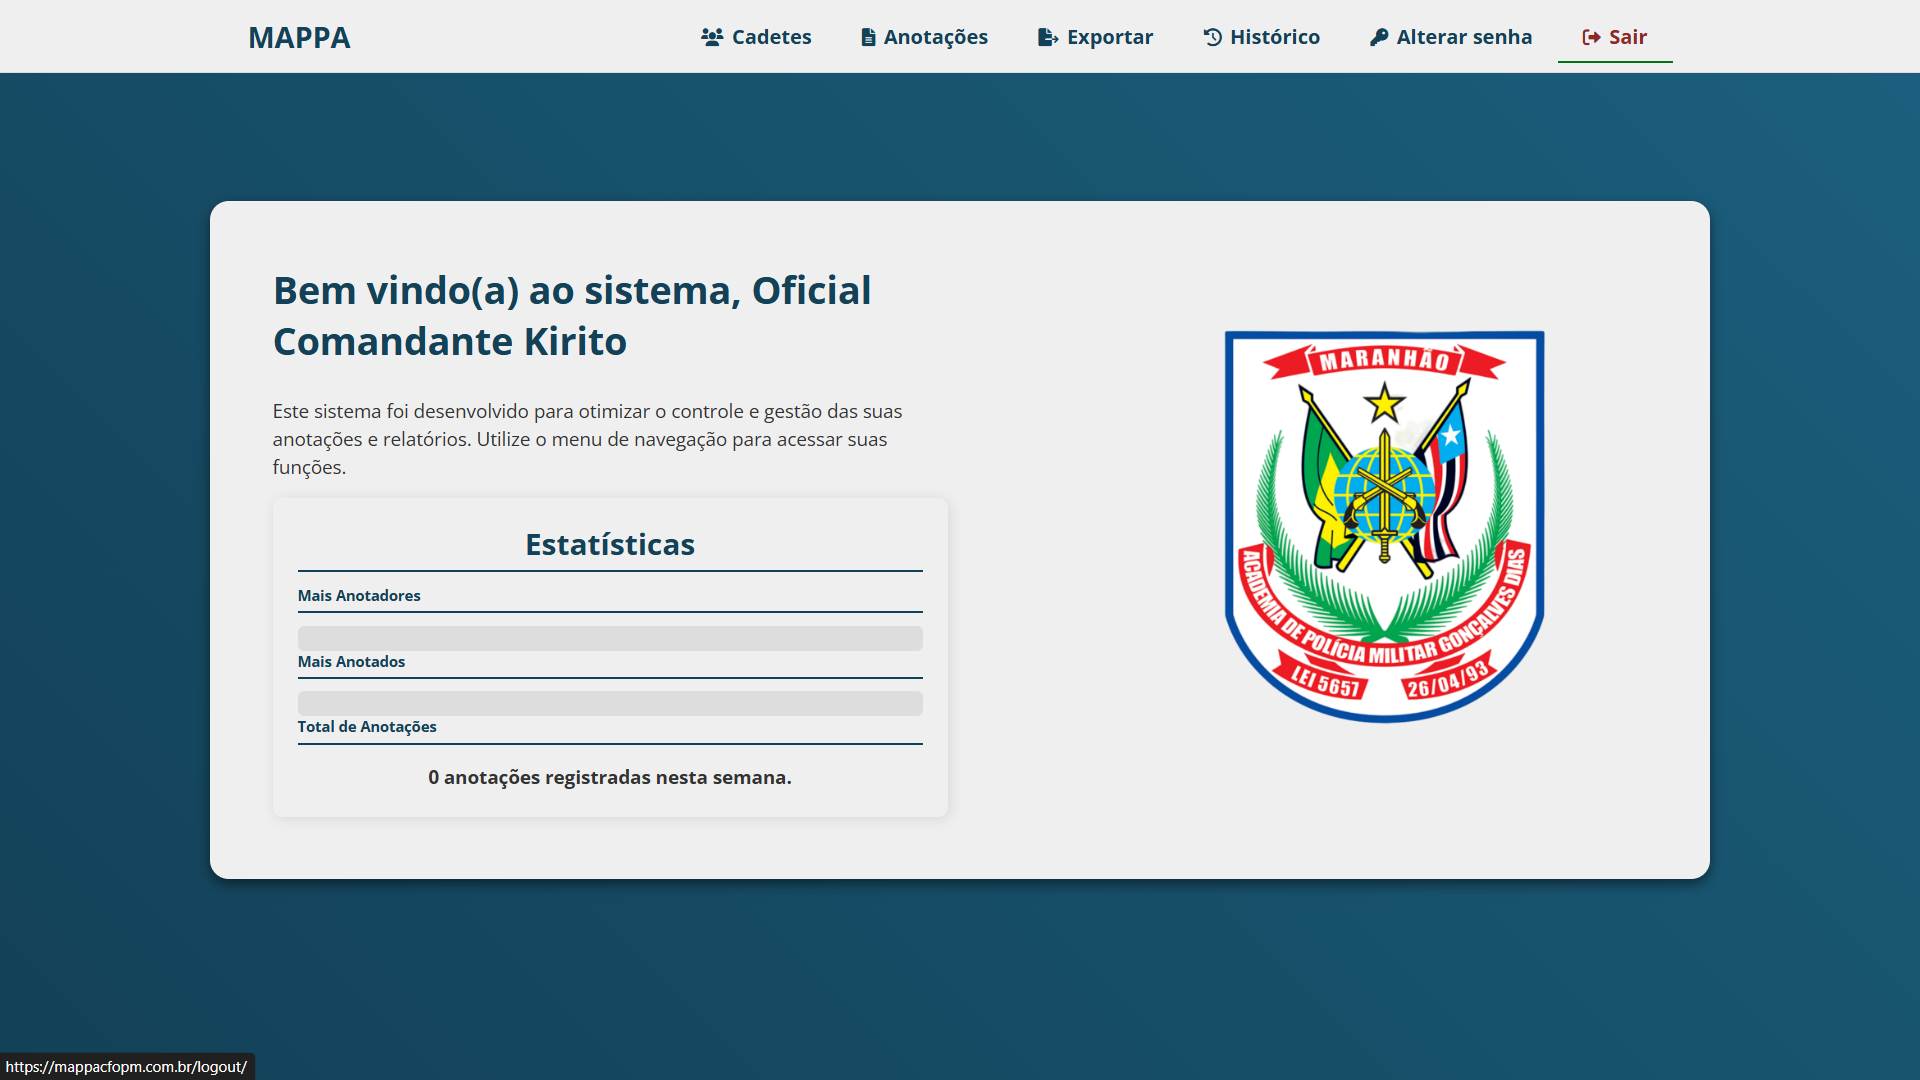 MAPPA
Cadetes
Anotações
Exportar
Histórico
Alterar senha
Sair
Bem vindo(a) ao sistema, Oficial
Comandante Kirito
Este sistema foi desenvolvido para otimizar o controle e gestão das suas
anotações e relatórios. Utilize o menu de navegação para acessar suas
funções.
Estatísticas
Mais Anotadores
Mais Anotados
Total de Anotações
0 anotações registradas nesta semana.
MARANHÃO
ACADEMIA DE POLÍCIA MILITAR GONÇALVES DIAS
LEI 5657
26/04/93
https://mappacfopm.com.br/logout/